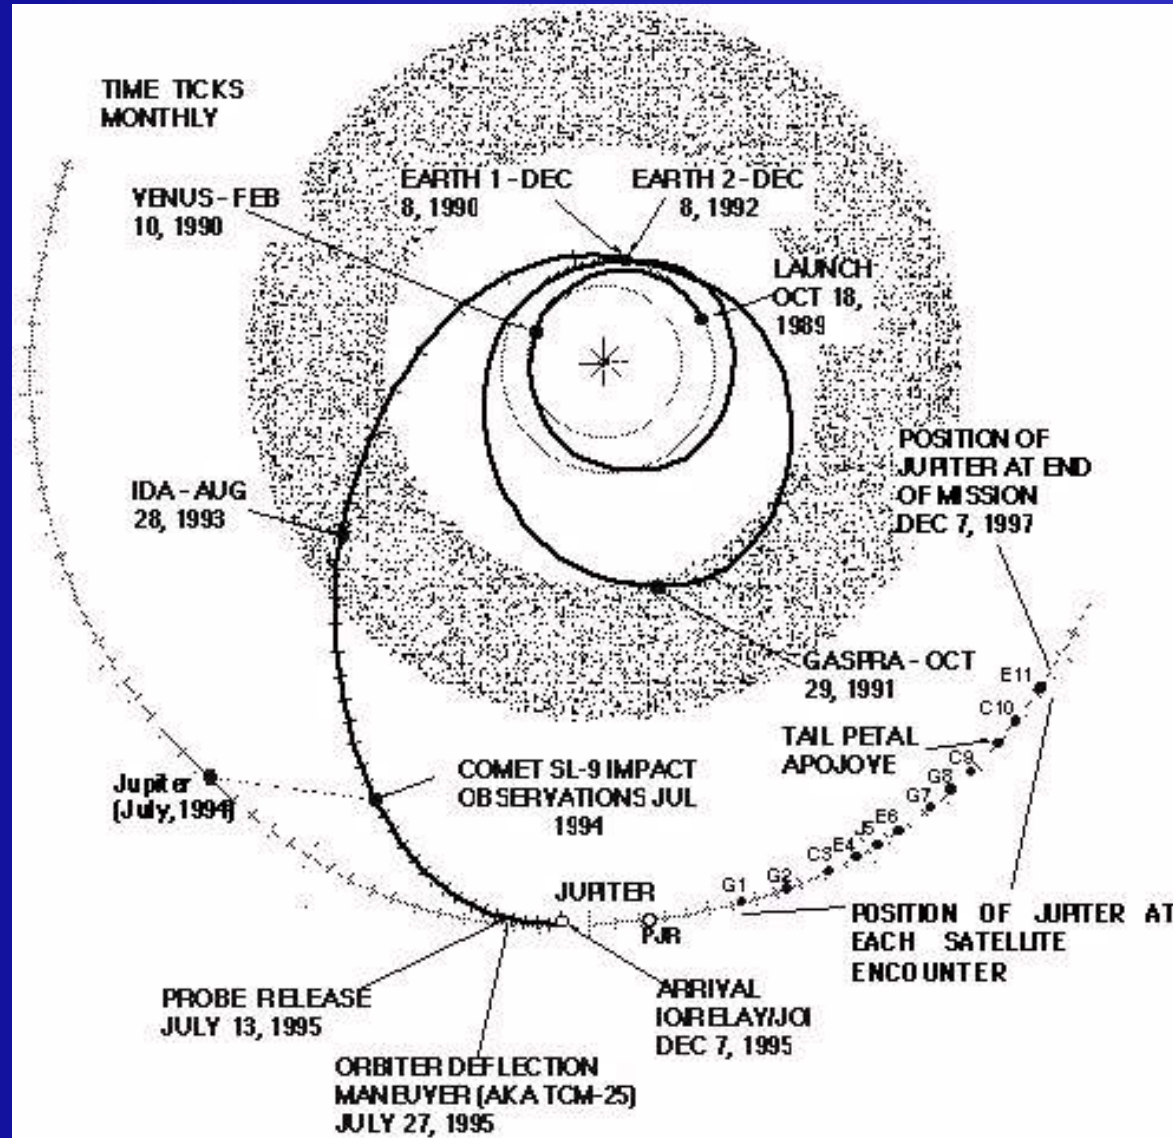 TIME TICKS
MONTHLY
VENUS - FEB
10, 1990
EARTH 1 - DEC
8, 1990
EARTH 2 - DEC
8, 1992
LAUNCH
OCT 18,
1989
POSITION OF
JUPITER AT END
OF MISSION
DEC 7, 1997
IDA - AUG
28, 1993
GASPRA - OCT
29, 1991
E11
C10
TAIL PETAL
APOJOVE
C9
G8
G7
E6
J5
E4
C3
G2
G1
Jupiter
(July, 1994)
COMET SL-9 IMPACT
OBSERVATIONS JUL
1994
JUPITER
PJR
POSITION OF JUPITER AT
EACH SATELLITE
ENCOUNTER
PROBE RELEASE
JULY 13, 1995
ARRIVAL
IO/RELAY/JOI
DEC 7, 1995
ORBITER DEFLECTION
MANEUVER (AKA TCM-25)
JULY 27, 1995